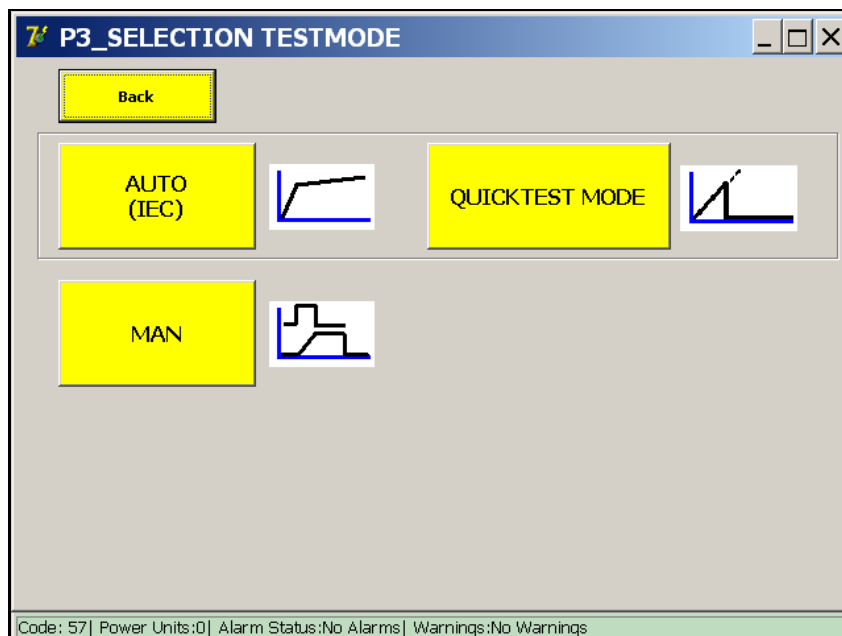 P3_SELECTION TESTMODE
Back
AUTO
(IEC)
QUICKTEST MODE
MAN
Code: 57| Power Units:0| Alarm Status:No Alarms| Warnings:No Warnings